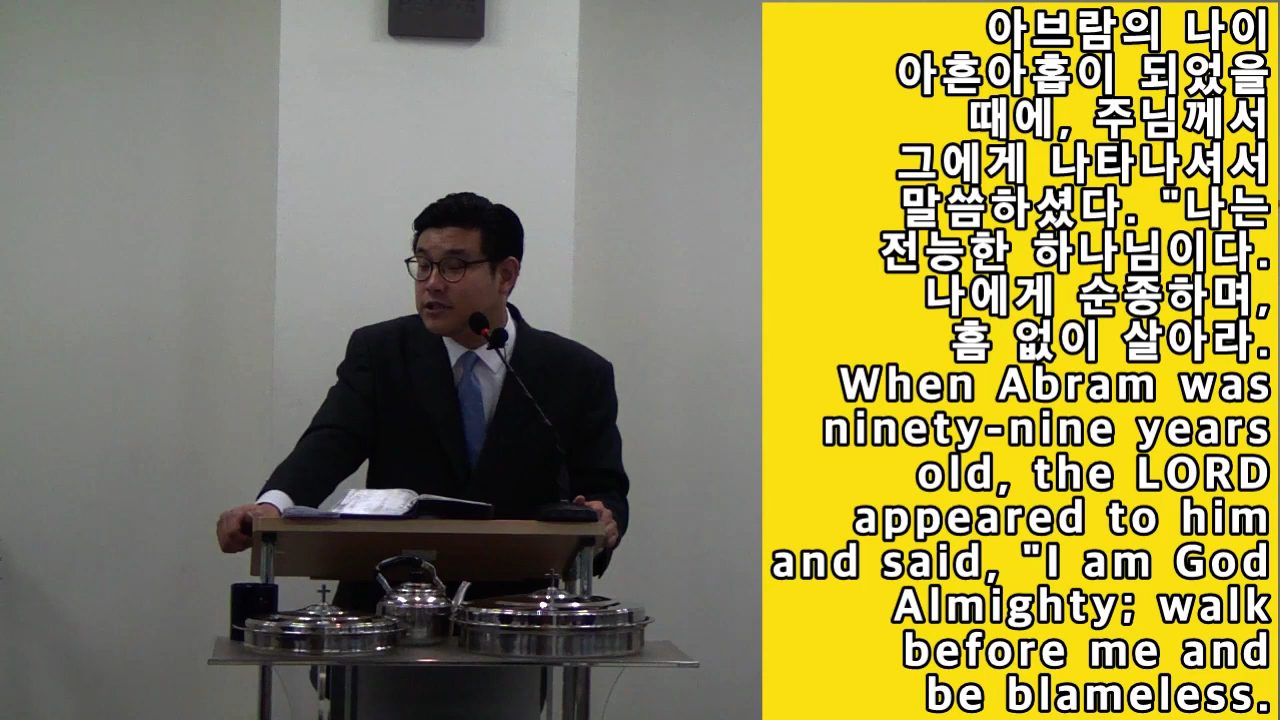 아브람의 나이
아흔아홉이 되었을
때에, 주님께서
그에게 나타나셔서
말씀하셨다. "나는
전능한 하나님이다.
나에게 순종하며,
흠 없이 살아라.
When Abram was
ninety-nine years
old, the LORD
appeared to him
and said, "I am God
Almighty; walk
before me and
be blameless.